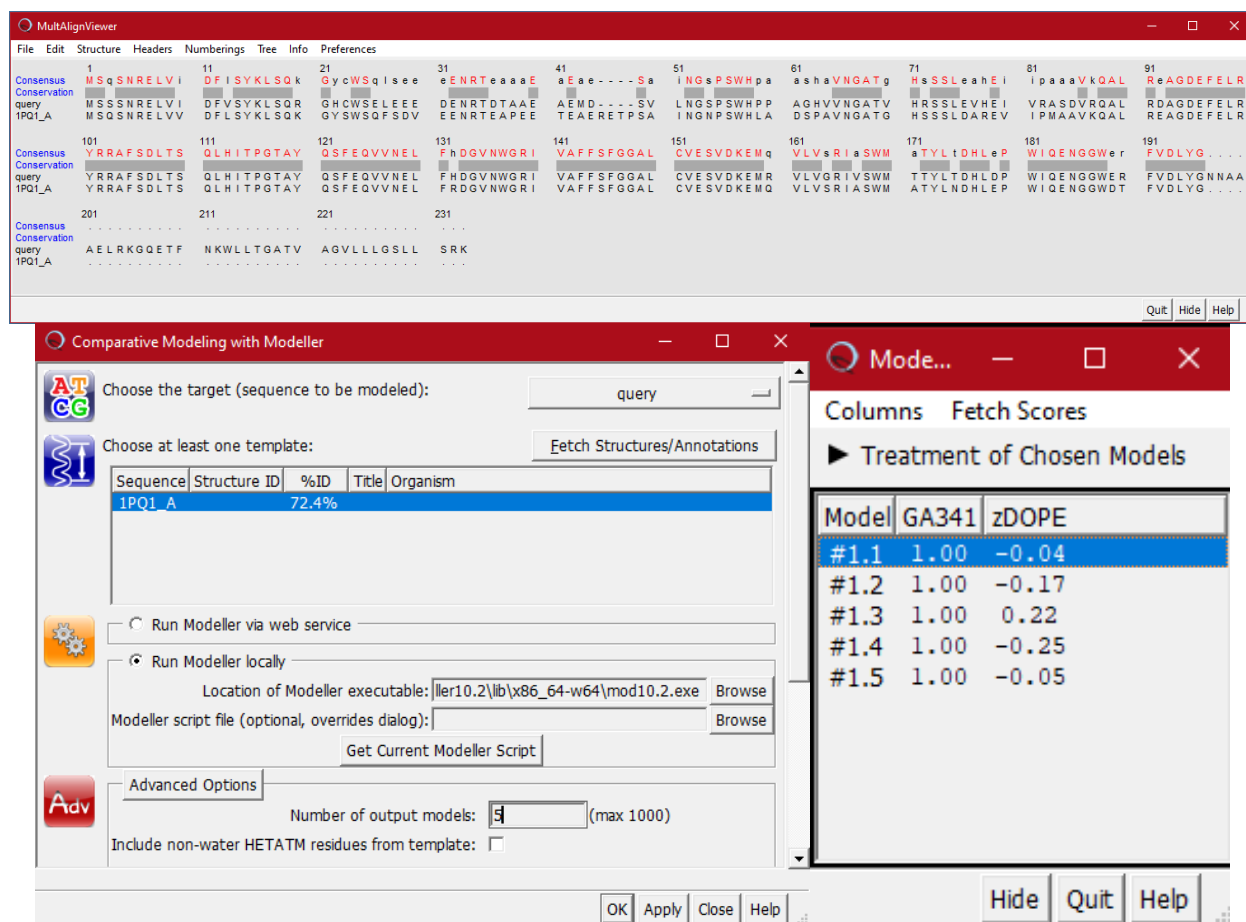 MultAlignViewer
File Edit Structure Headers Numberings Tree Info Preferences
1 11 21 31 41 51 61 71 81 91
Consensus MSqSNRELVi DFlSYKLSQk GycWSqlsee eENRTeaaaE aEae----Sa iNGsPSWHpa ashaVNGATg HsSSLeahEi ipaaaVkQAL ReAGDEFELR
Conservation
query MSSSNRELVI DFVSYKLSQR GHCWSELEEE DENRTDTAAE AEMD----SV LNGSPSWHPP AGHVVNGATV HRSSLEVHEI VRASDVRQAL RDAGDEFELR
1PQ1_A MSQSNRELVV DFLSYKLSQK GYSWSQFSDV EENRTEAPEE TEAERETPSA INGNPSWHLA DSPAVNGATG HSSSLDAREV IPMAAVKQAL REAGDEFELR
101 111 121 131 141 151 161 171 181 191
Consensus YRRAFSDLTS QLHITPGTAY QSFEQVVNEL FhDGVNWGRI VAFFSFGGAL CVESVDKEMq VLVsRIaSWM aTYLtDHLeP WIQENGGWer FVDLYG....
Conservation
query YRRAFSDLTS QLHITPGTAY QSFEQVVNEL FHDGVNWGRI VAFFSFGGAL CVESVDKEMR VLVGRIVSWM TTYLTDHLDP WIQENGGWER FVDLYGNNAA
1PQ1_A YRRAFSDLTS QLHITPGTAY QSFEQVVNEL FRDGVNWGRI VAFFSFGGAL CVESVDKEMQ VLVSRIASWM ATYLNDHLEP WIQENGGWDT FVDLYG....
201 211 221 231
Consensus .......... .......... .......... ...
Conservation
query AELRKGQETF NKWLLTGATV AGVLLLGSLL SRK
1PQ1_A .......... .......... .......... ...
Quit Hide Help
Comparative Modeling with Modeller
Choose the target (sequence to be modeled): query
Choose at least one template: Fetch Structures/Annotations
Sequence Structure ID %ID Title Organism
1PQ1_A 72.4%
Run Modeller via web service
Run Modeller locally
Location of Modeller executable: ller10.2\lib\x86_64-w64\mod10.2.exe Browse
Modeller script file (optional, overrides dialog): Browse
Get Current Modeller Script
Adv
Advanced Options
Number of output models: 5 (max 1000)
Include non-water HETATM residues from template:
OK Apply Close Help
Mode...
Columns Fetch Scores
Treatment of Chosen Models
Model GA341 zDOPE
#1.1 1.00 -0.04
#1.2 1.00 -0.17
#1.3 1.00 0.22
#1.4 1.00 -0.25
#1.5 1.00 -0.05
Hide Quit Help
AT
CG